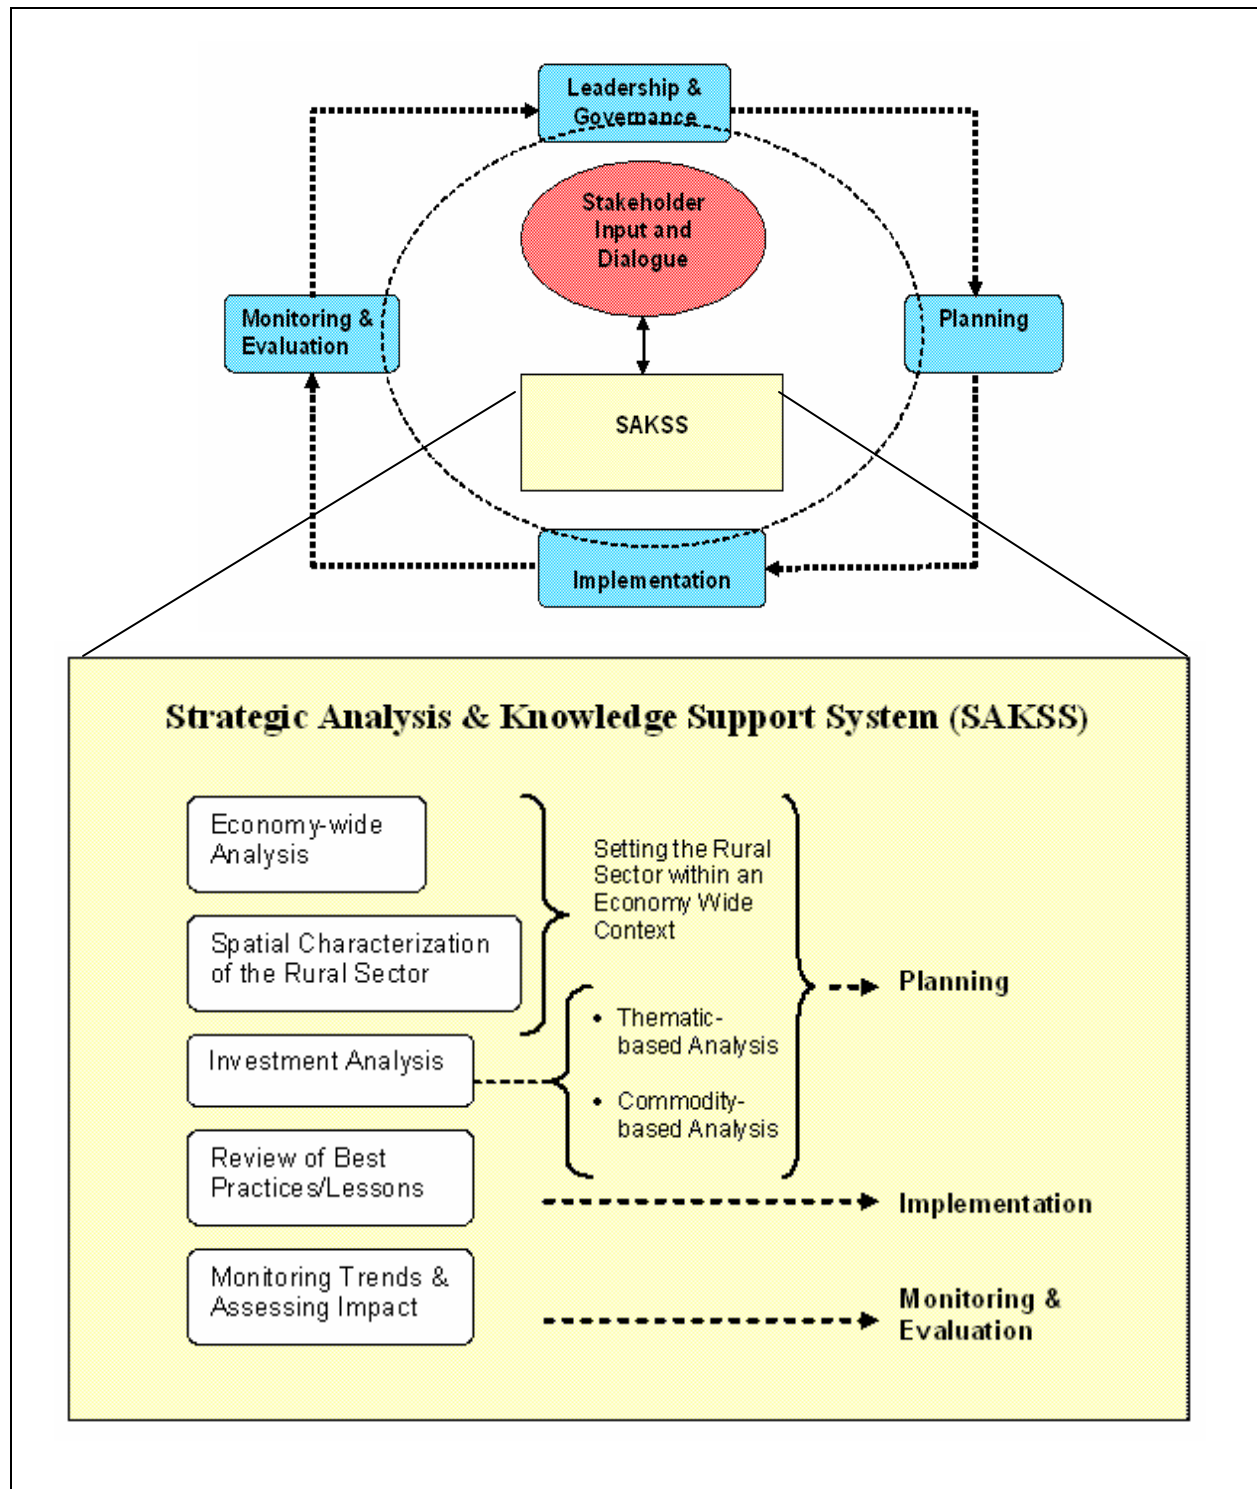 Leadership &
Governance
Stakeholder
Input and
Dialogue
Monitoring &
Evaluation
Planning
SAKSS
Implementation
Strategic Analysis & Knowledge Support System (SAKSS)
Economy-wide
Analysis
Setting the Rural
Sector within an
Economy Wide
Context
Spatial Characterization
of the Rural Sector
Planning
• Thematic-
based Analysis
Investment Analysis
• Commodity-
based Analysis
Review of Best
Practices/Lessons
Implementation
Monitoring Trends &
Assessing Impact
Monitoring &
Evaluation